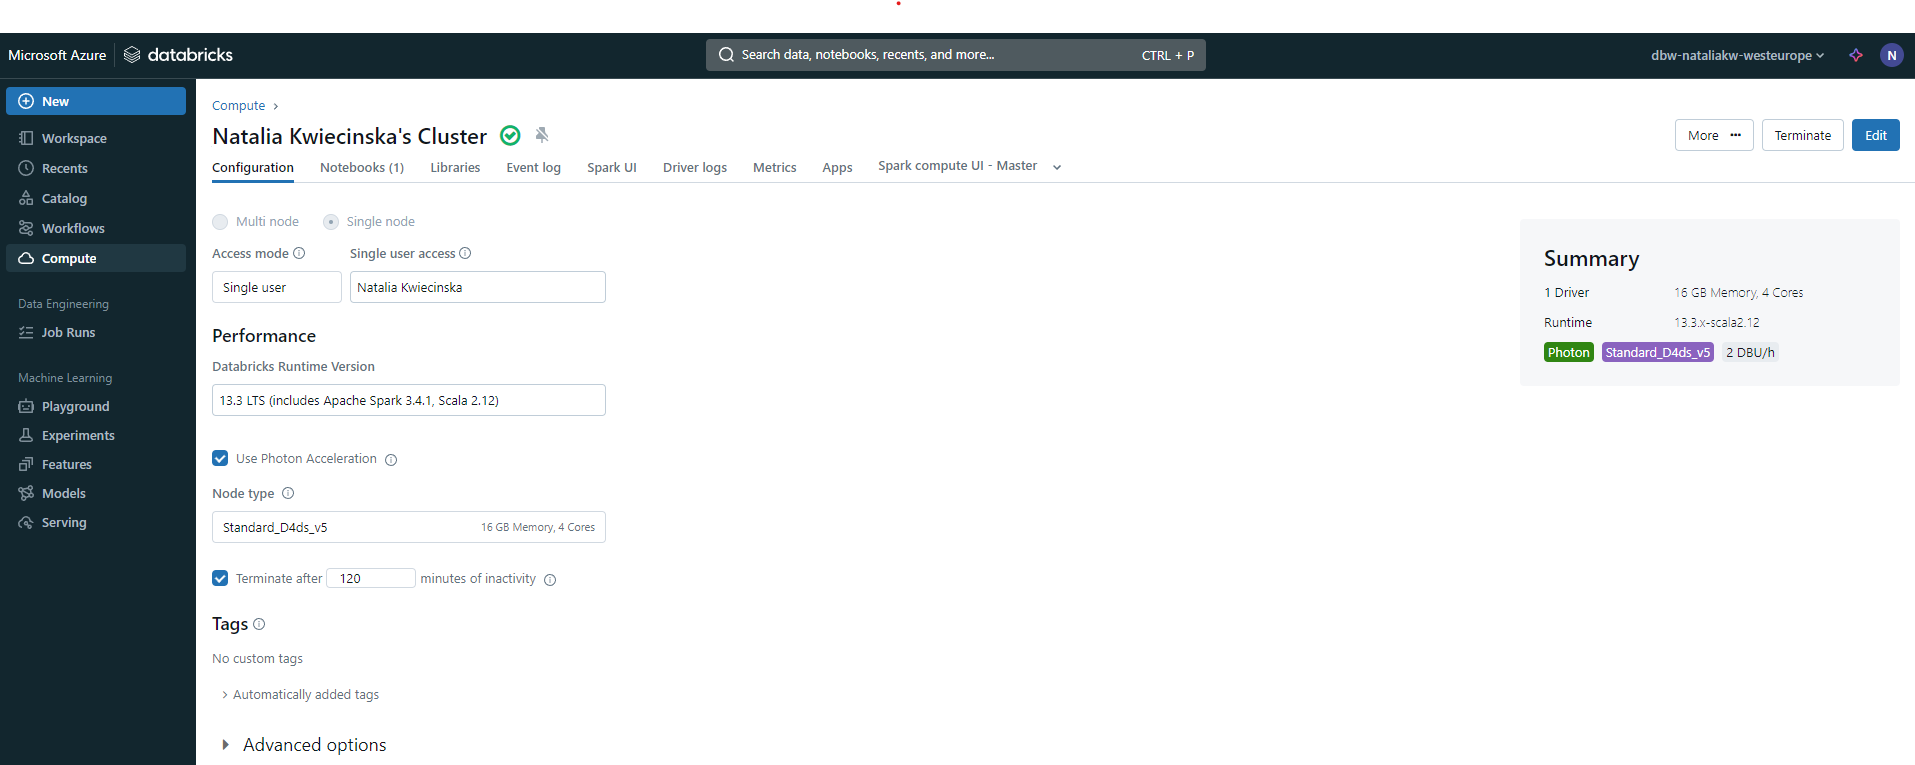 Microsoft Azure databricks
Search data, notebooks, recents, and more... CTRL + P
dbw-nataliakw-westeurope N
New
Workspace
Recents
Catalog
Workflows
Compute
Data Engineering
Job Runs
Machine Learning
Playground
Experiments
Features
Models
Serving
Compute
Natalia Kwiecinska's Cluster
More Terminate Edit
Configuration Notebooks (1) Libraries Event log Spark UI Driver logs Metrics Apps Spark compute UI - Master
Multi node Single node
Access mode Single user access
Single user Natalia Kwiecinska
Performance
Databricks Runtime Version
13.3 LTS (includes Apache Spark 3.4.1, Scala 2.12)
Use Photon Acceleration
Node type
Standard_D4ds_v5 16 GB Memory, 4 Cores
Terminate after 120 minutes of inactivity
Tags
No custom tags
Automatically added tags
Advanced options
Summary
1 Driver 16 GB Memory, 4 Cores
Runtime 13.3.x-scala2.12
Photon Standard_D4ds_v5 2 DBU/h